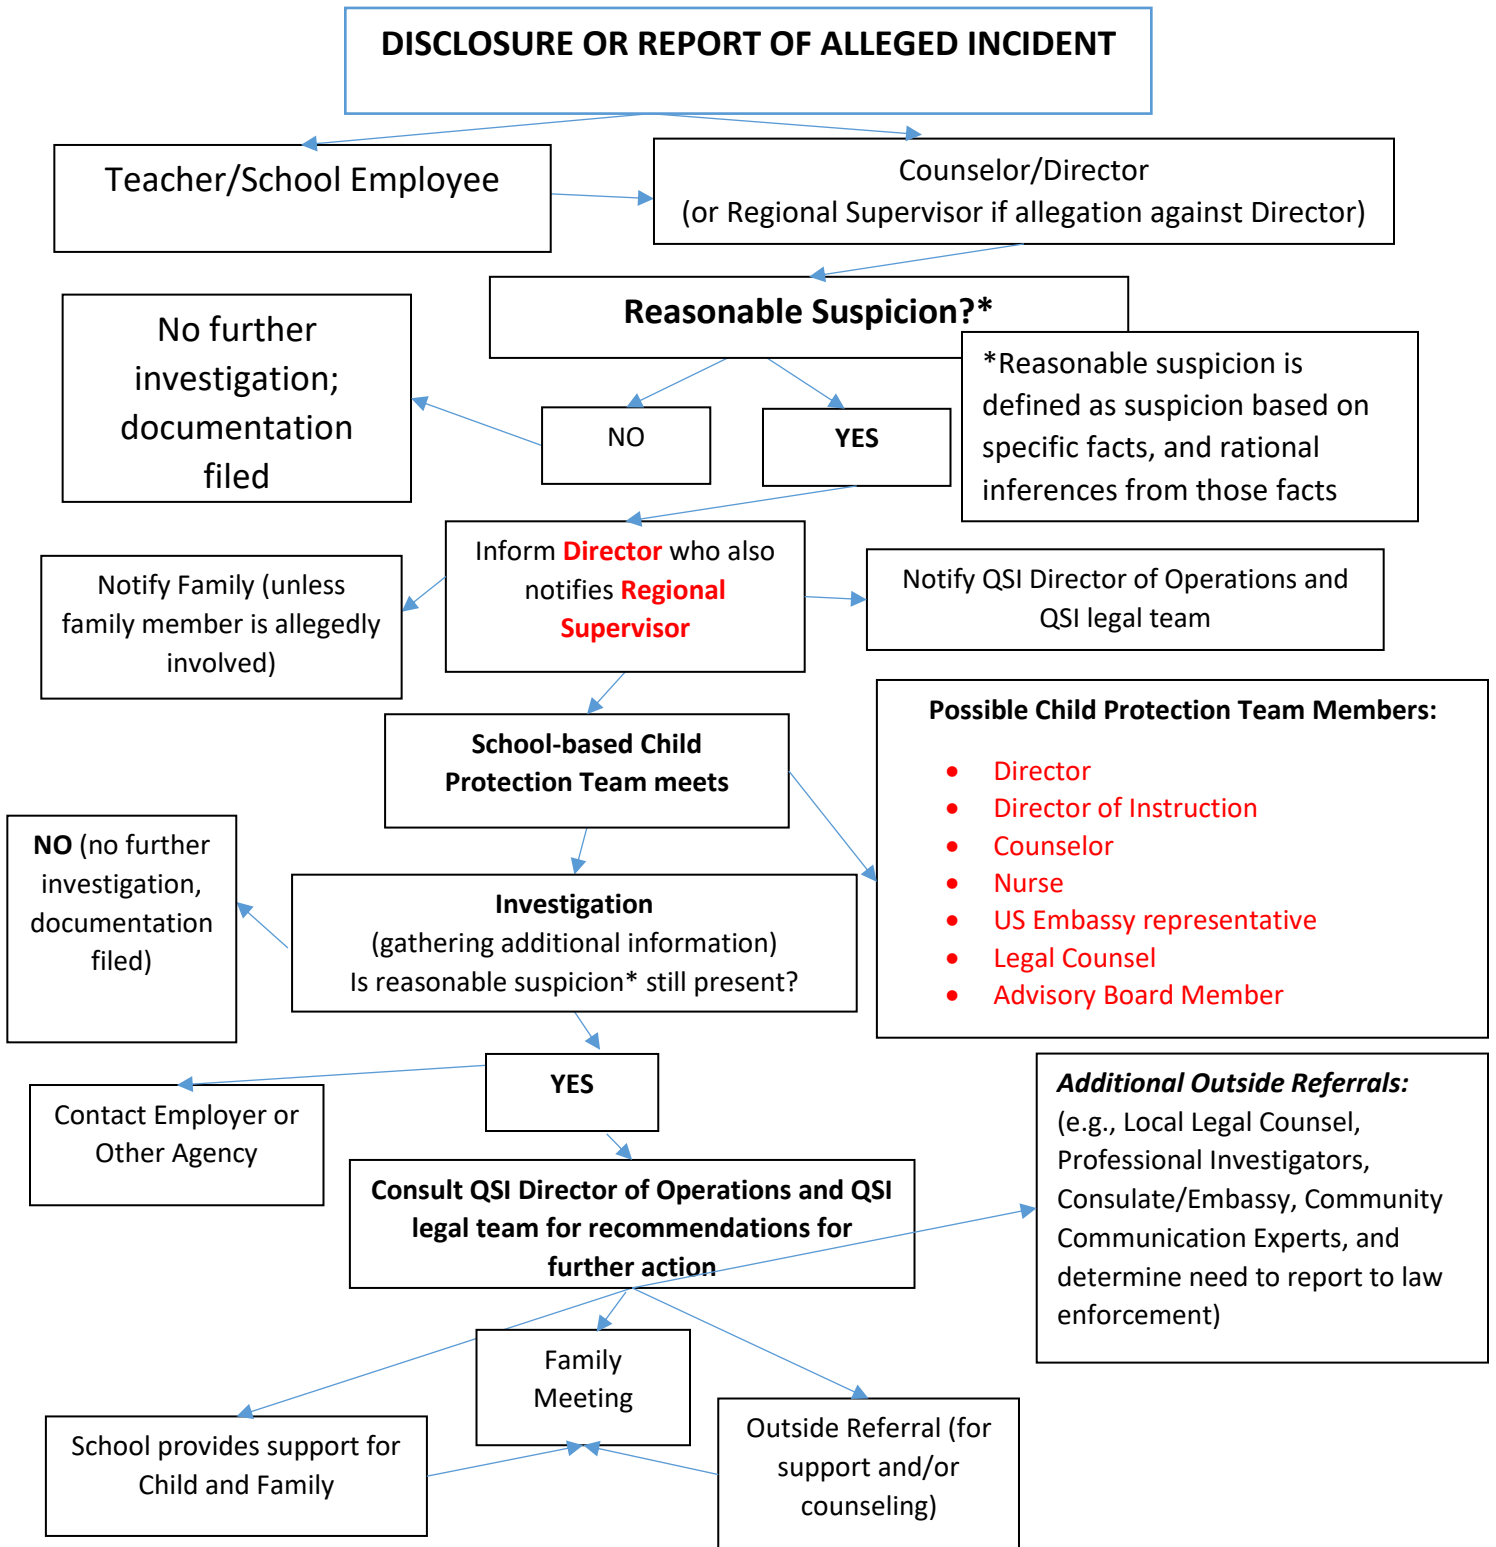 DISCLOSURE OR REPORT OF ALLEGED INCIDENT
Teacher/School Employee
Counselor/Director
(or Regional Supervisor if allegation against Director)
Reasonable Suspicion?*
No further
investigation;
documentation
filed
NO
YES
*Reasonable suspicion is
defined as suspicion based on
specific facts, and rational
inferences from those facts
Inform Director who also
notifies Regional
Supervisor
Notify Family (unless
family member is allegedly
involved)
Notify QSI Director of Operations and
QSI legal team
School-based Child
Protection Team meets
Possible Child Protection Team Members:
• Director
• Director of Instruction
• Counselor
• Nurse
• US Embassy representative
• Legal Counsel
• Advisory Board Member
NO (no further
investigation,
documentation
filed)
Investigation
(gathering additional information)
Is reasonable suspicion* still present?
YES
Contact Employer or
Other Agency
Additional Outside Referrals:
(e.g., Local Legal Counsel,
Professional Investigators,
Consulate/Embassy, Community
Communication Experts, and
determine need to report to law
enforcement)
Consult QSI Director of Operations and QSI
legal team for recommendations for
further action
Family
Meeting
School provides support for
Child and Family
Outside Referral (for
support and/or
counseling)